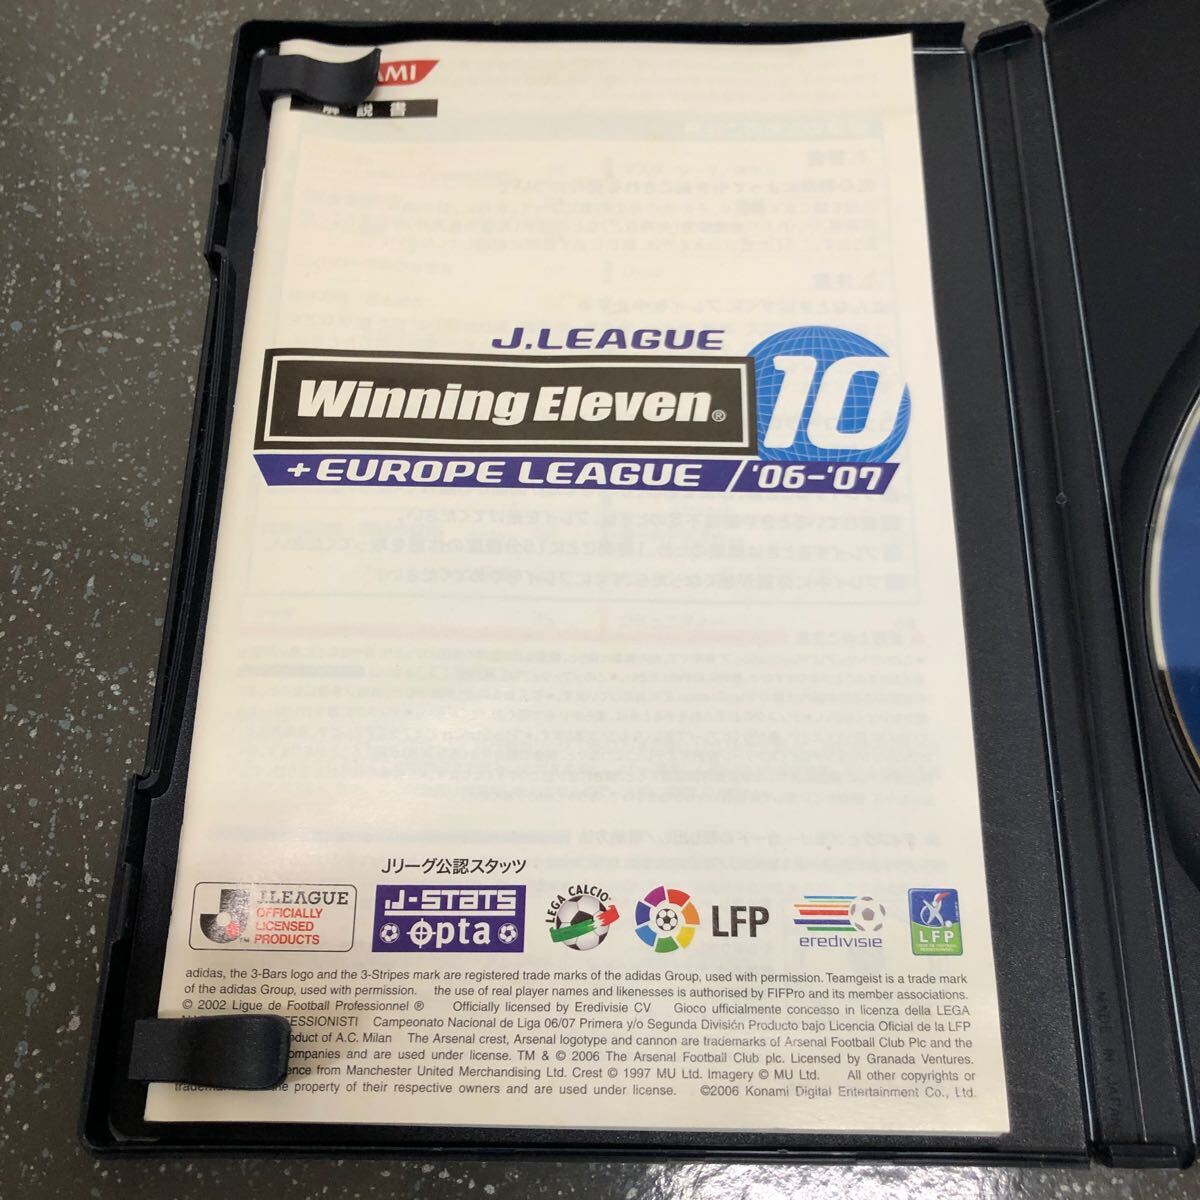 AMI
説 書
J.LEAGUE
Winning Eleven® 10
+EUROPE LEAGUE / '06-'07
Jリーグ公認スタッツ
J.LEAGUE
OFFICIALLY
LICENSED
PRODUCTS
TM
J-STATS
opta
LEGA CALCIO
LFP
eredivisie
LFP
adidas, the 3-Bars logo and the 3-Stripes mark are registered trade marks of the adidas Group, used with permission. Teamgeist is a trade mark
of the adidas Group, used with permission. the use of real player names and likenesses is authorised by FIFPro and its member associations.
© 2002 Ligue de Football Professionnel ® Officially licensed by Eredivisie CV Gioco ufficialmente concesso in licenza della LEGA
ESSIONISTI Campeonato Nacional de Liga 06/07 Primera y/o Segunda División Producto bajo Licencia Oficial de la LFP
oduct of A.C. Milan The Arsenal crest, Arsenal logotype and cannon are trademarks of Arsenal Football Club Plc and the
ompanies and are used under license. TM & © 2006 The Arsenal Football Club plc. Licensed by Granada Ventures.
ence from Manchester United Merchandising Ltd. Crest © 1997 MU Ltd. Imagery © MU Ltd. All other copyrights or
tradem the property of their respective owners and are used under license. ©2006 Konami Digital Entertainment Co., Ltd.